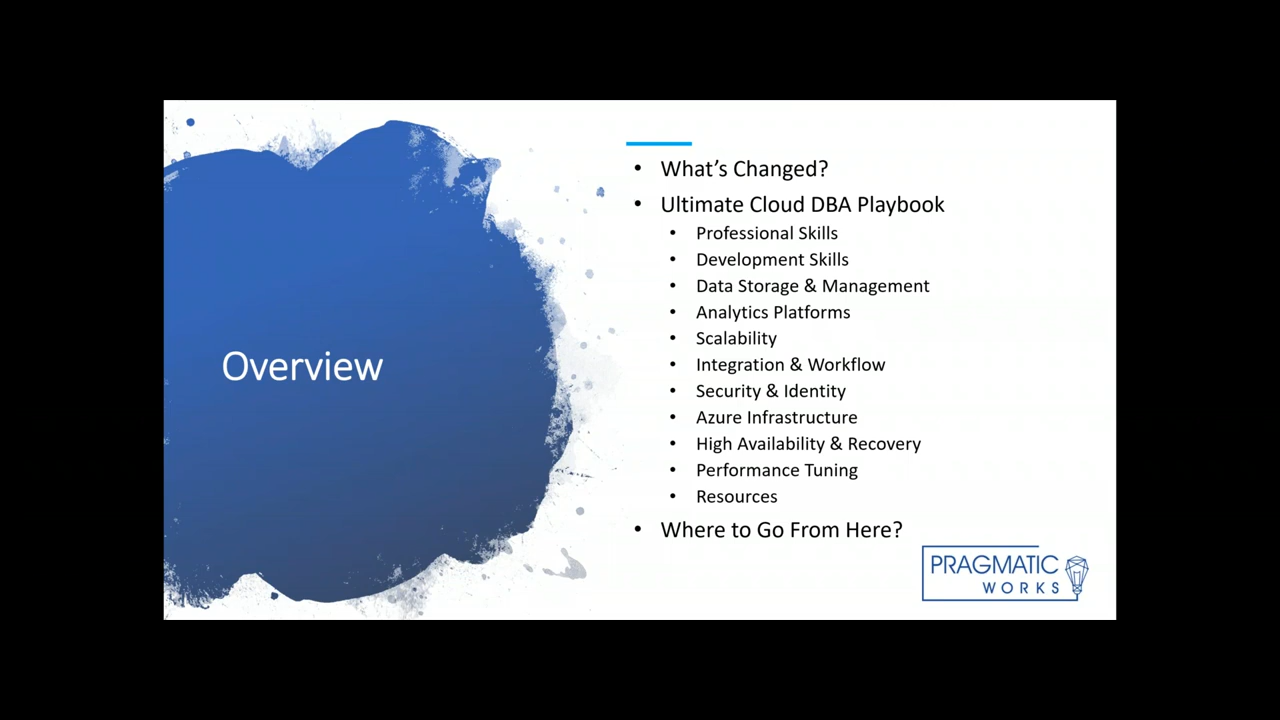 Overview
• What's Changed?
• Ultimate Cloud DBA Playbook
• Professional Skills
• Development Skills
• Data Storage & Management
• Analytics Platforms
• Scalability
• Integration & Workflow
• Security & Identity
• Azure Infrastructure
• High Availability & Recovery
• Performance Tuning
• Resources
• Where to Go From Here?
PRAGMATIC
WORKS